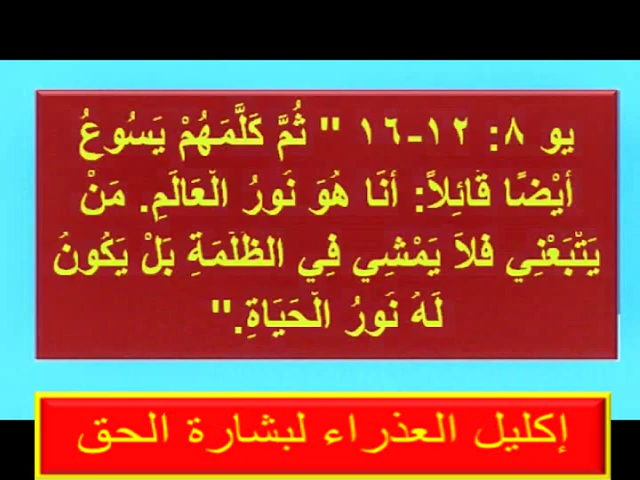 يو ٨: ١٢-١٦ " ثُمَّ كَلَّمَهُمْ يَسُوعُ
أَيْضًا قَائِلاً: أَنَا هُوَ نُورُ الْعَالَمِ. مَنْ
يَتْبَعْنِي فَلاَ يَمْشِي فِي الظُّلْمَةِ بَلْ يَكُونُ
لَهُ نُورُ الْحَيَاةِ."
إكليل العذراء لبشارة الحق